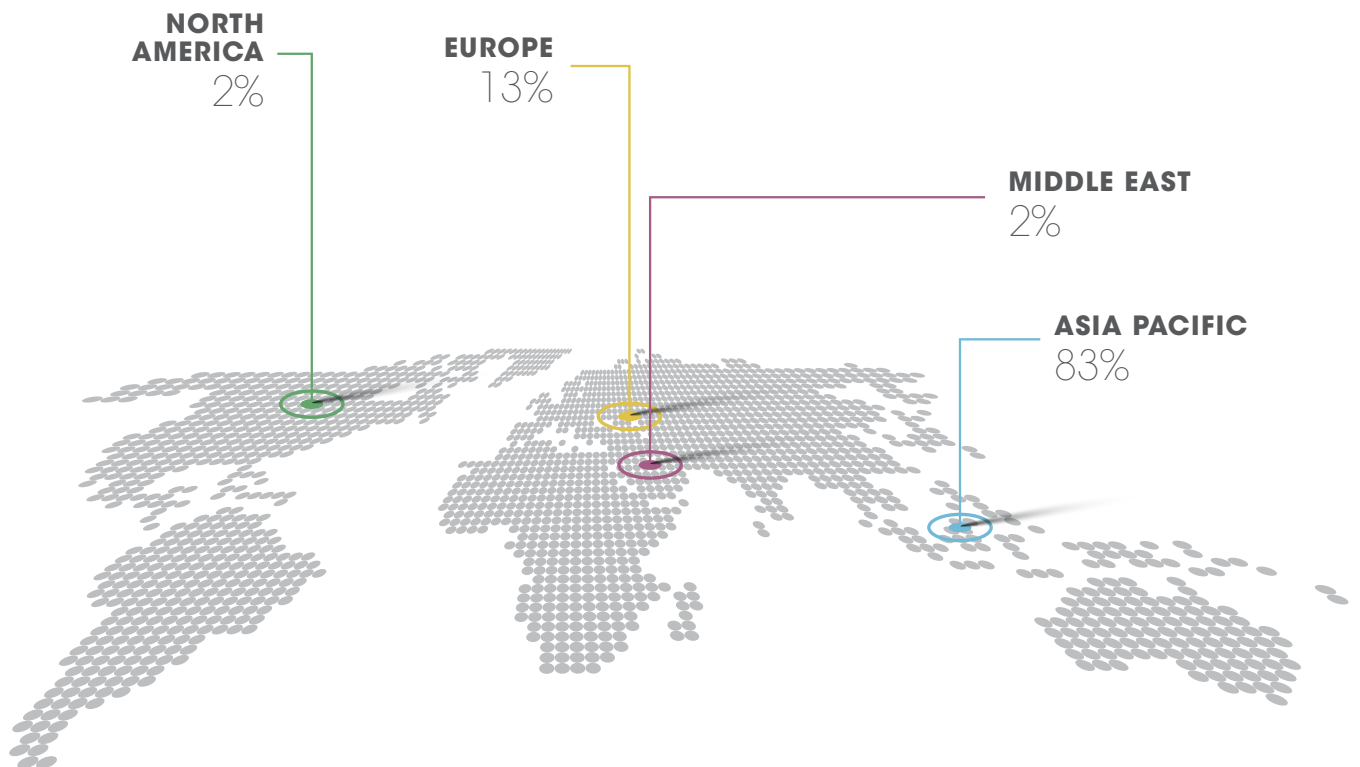 NORTH
AMERICA
2%
EUROPE
13%
MIDDLE EAST
2%
ASIA PACIFIC
83%